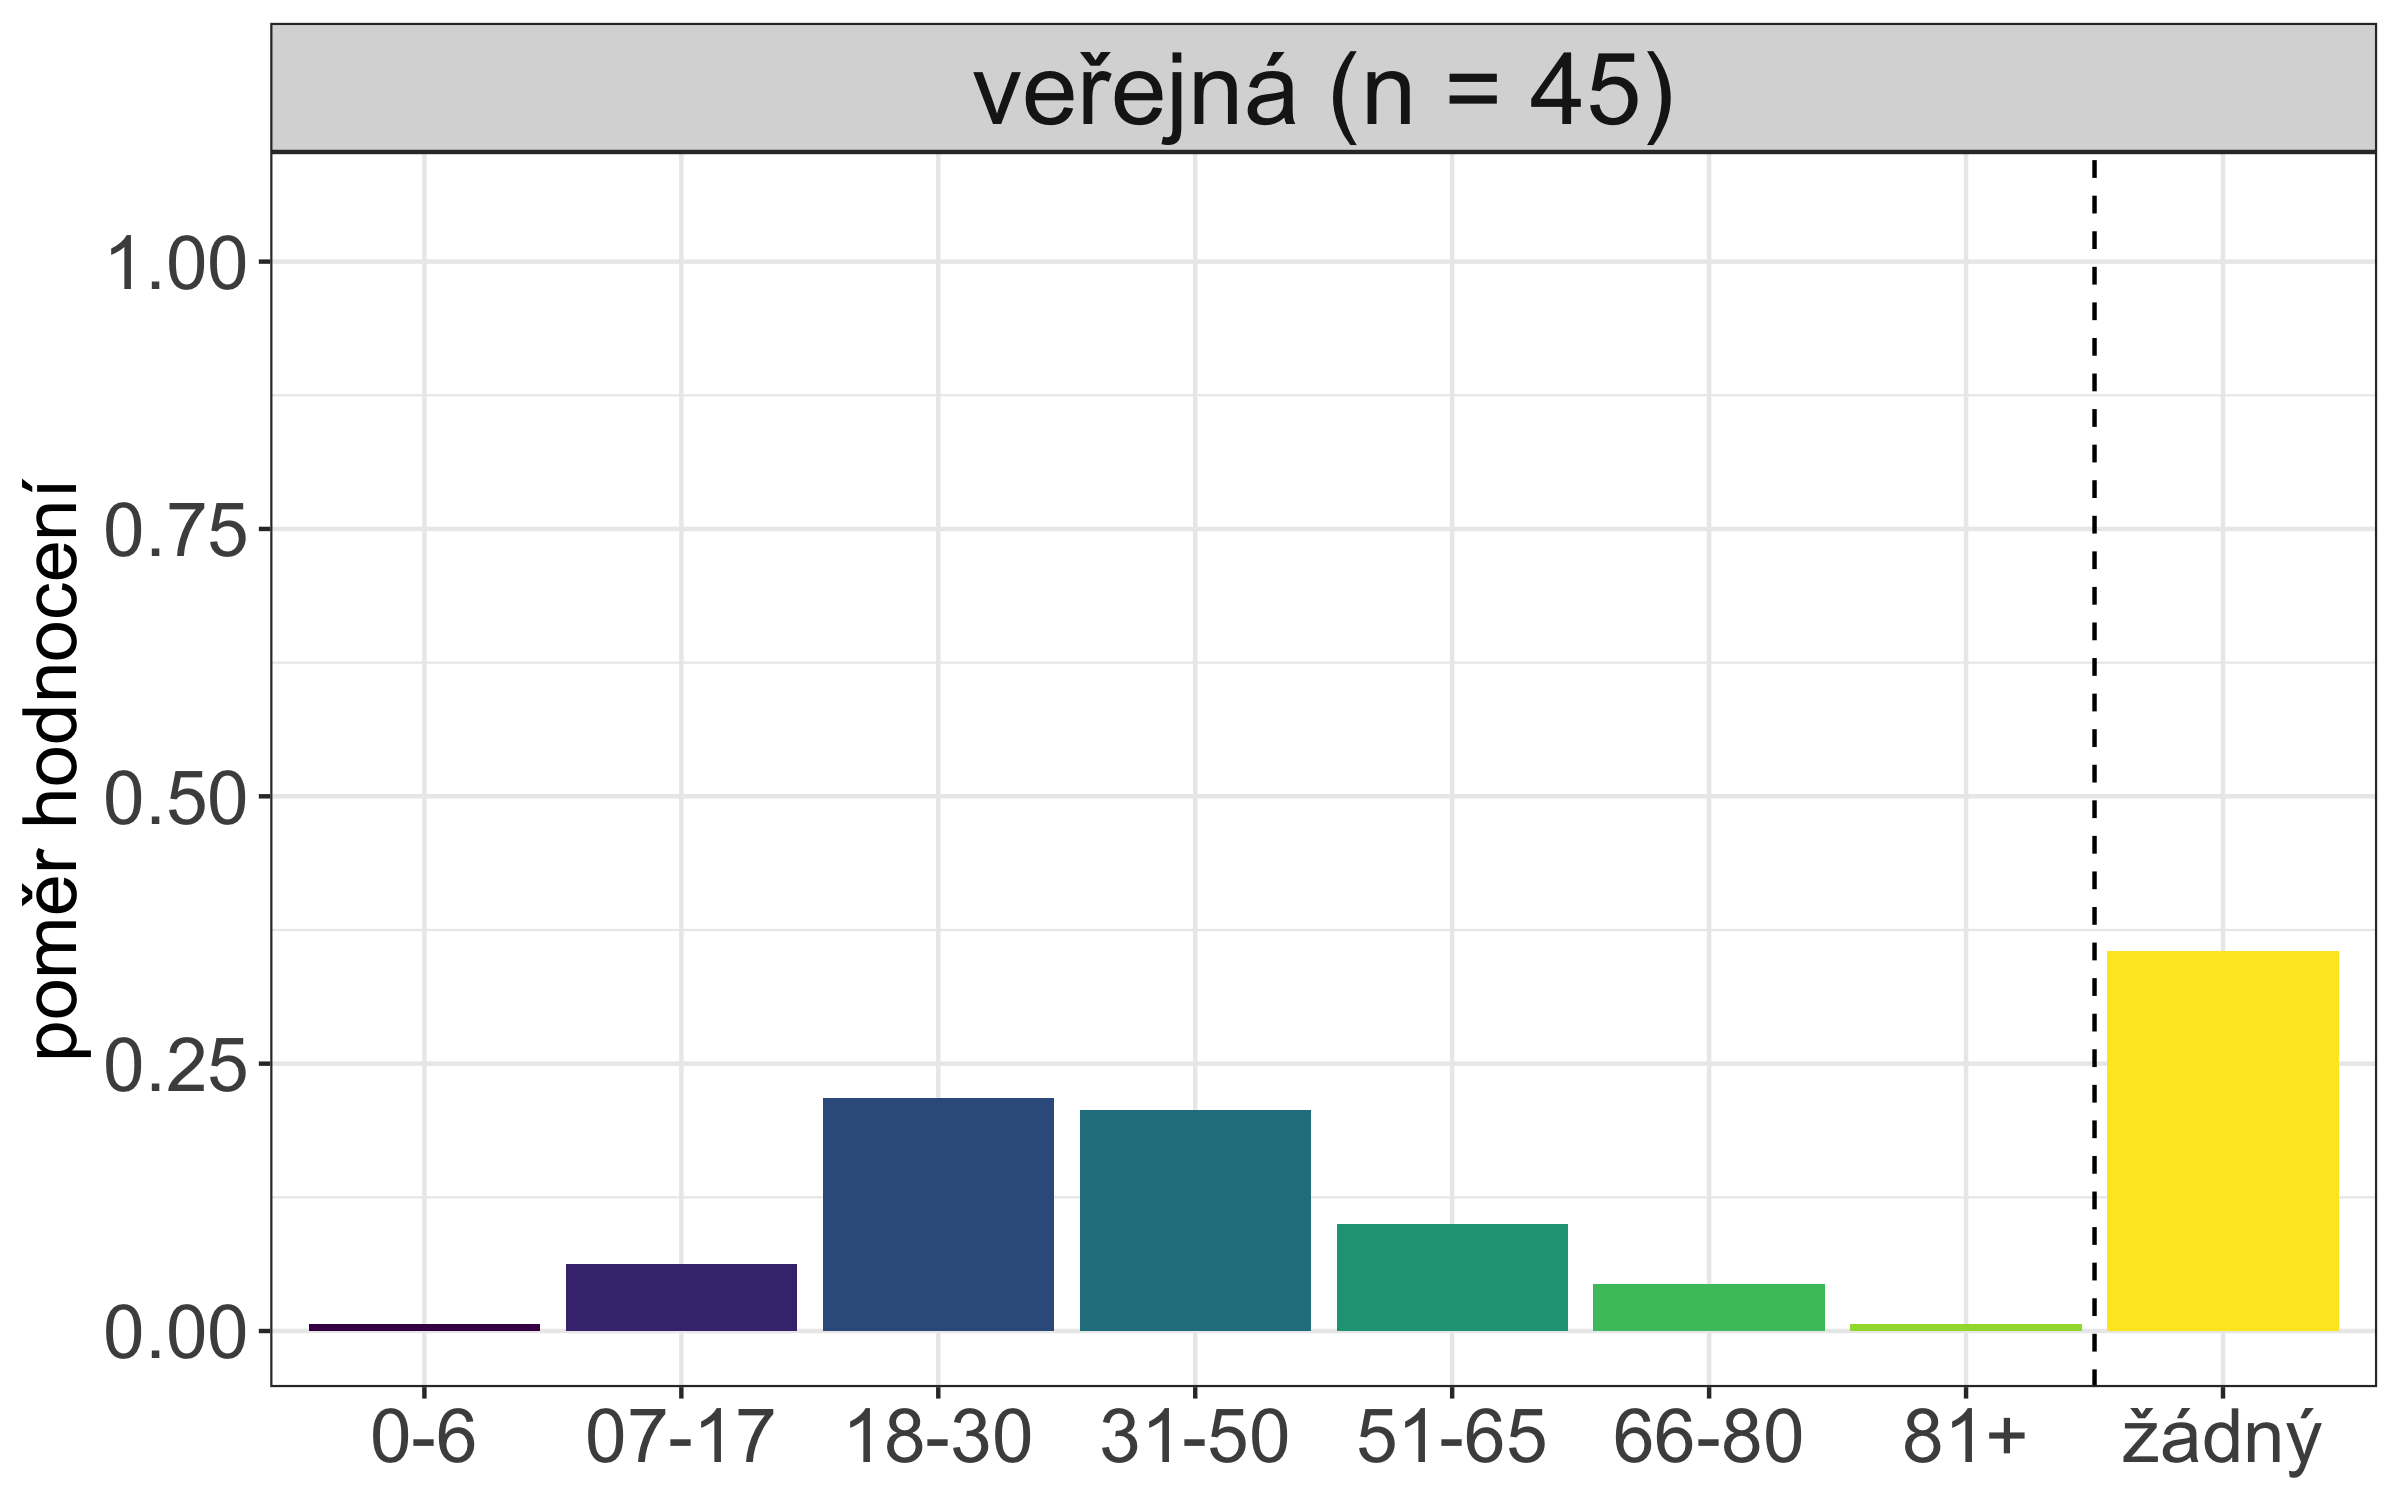 veřejná (n = 45)
poměr hodnocení
1.00
0.75
0.50
0.25
0.00
0-6 07-17 18-30 31-50 51-65 66-80 81+ žádný